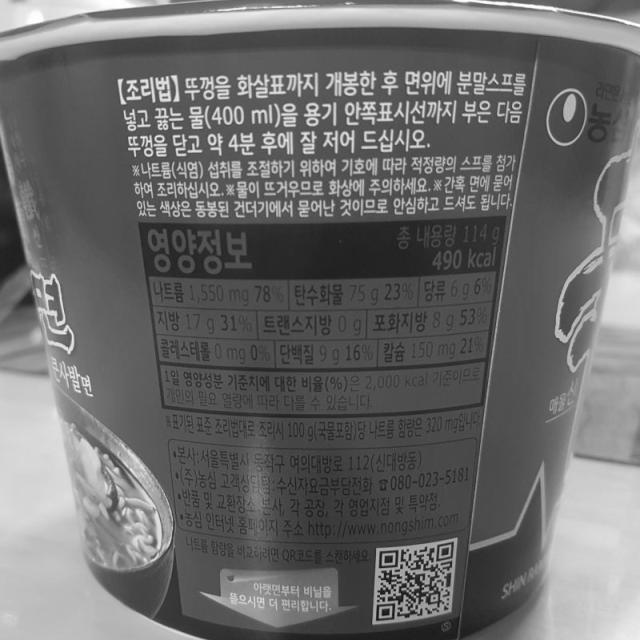 【조리법】 뚜껑을 화살표까지 개봉한 후 면위에 분말스프를
넣고 끓는 물(400 ml)을 용기 안쪽표시선까지 부은 다음
뚜껑을 닫고 약 4분 후에 잘 저어 드십시오.
※나트륨(식염) 섭취를 조절하기 위하여 기호에 따라 적정량의 스프를 첨가
하여 조리하십시오. ※물이 뜨거우므로 화상에 주의하세요. ※간혹 면에 묻어
있는 색상은 동봉된 건더기에서 묻어난 것이므로 안심하고 드셔도 됩니다.
영양정보
총 내용량 114 g
490 kcal
나트륨 1,550 mg 78% 탄수화물 75 g 23% 당류 6 g 6%
지방 17 g 31% 트랜스지방 0 g 포화지방 8 g 53%
콜레스테롤 0 mg 0% 단백질 9 g 16% 칼슘 150 mg 21%
1일 영양성분 기준치에 대한 비율(%)은 2,000 kcal 기준이므로
개인의 필요 열량에 따라 다를 수 있습니다.
※표기된 표준 조리법대로 조리시 100 g(국물포함)당 나트륨 함량은 320 mg입니다.
•본사:서울특별시 동작구 여의대방로 112(신대방동)
•(주)농심 고객상담팀:수신자요금부담전화 ☎080-023-5181
•반품 및 교환장소:본사, 각 공장, 각 영업지점 및 특약점.
•농심 인터넷 홈페이지 주소 http://www.nongshim.com
나트륨 함량을 비교하려면 QR코드를 스캔하세요.
아랫면부터 비닐을
뜯으시면 더 편리합니다.
면
큰사발면
농심
매울
SHIN RA